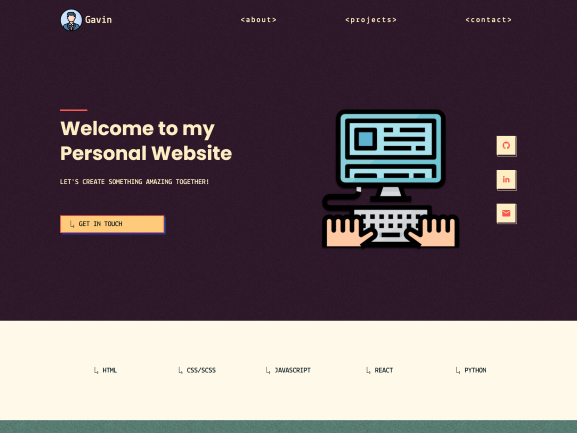 Gavin
<about>
<projects>
<contact>
Welcome to my
Personal Website
LET'S CREATE SOMETHING AMAZING TOGETHER!
GET IN TOUCH
in
HTML
CSS/SCSS
JAVASCRIPT
REACT
PYTHON